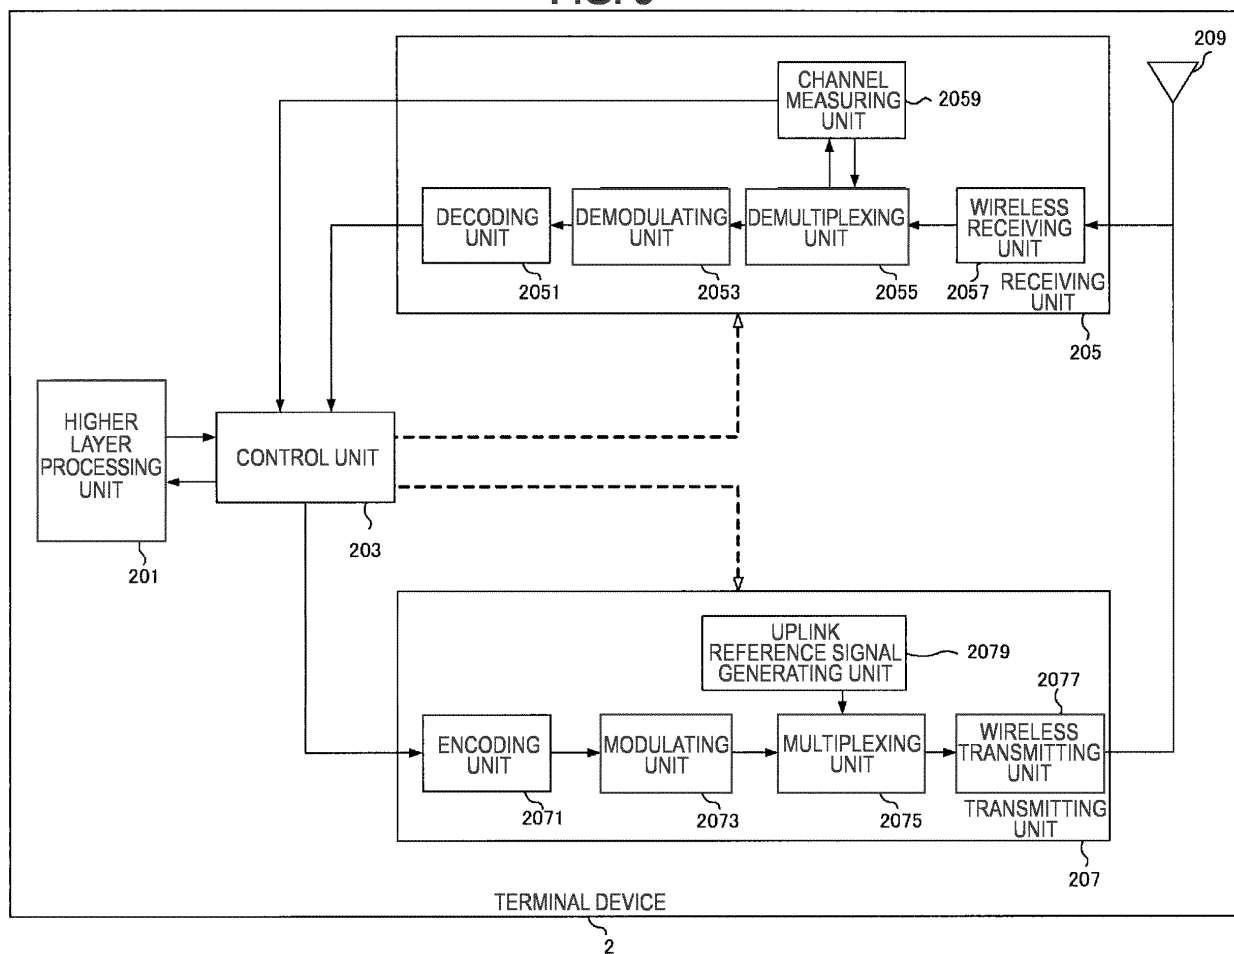 209
CHANNEL
MEASURING
UNIT
2059
DECODING
UNIT
2051
DEMODULATING
UNIT
2053
DEMULTIPLEXING
UNIT
2055
WIRELESS
RECEIVING
UNIT
2057
RECEIVING
UNIT
205
HIGHER
LAYER
PROCESSING
UNIT
201
CONTROL UNIT
203
UPLINK
REFERENCE SIGNAL
GENERATING UNIT
2079
ENCODING
UNIT
2071
MODULATING
UNIT
2073
MULTIPLEXING
UNIT
2075
2077
WIRELESS
TRANSMITTING
UNIT
TRANSMITTING
UNIT
207
TERMINAL DEVICE
2